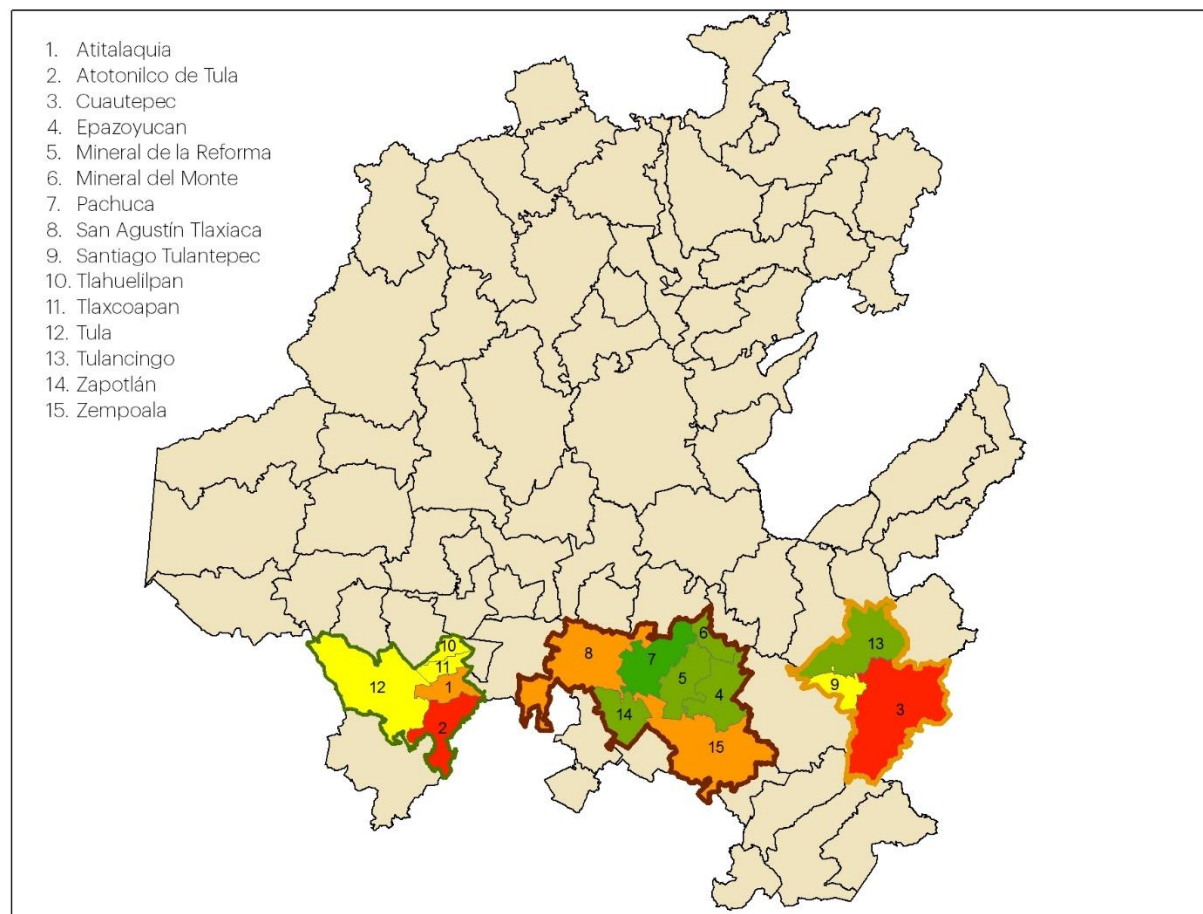 1. Atitalaquia
2. Atotonilco de Tula
3. Cuautepec
4. Epazoyucan
5. Mineral de la Reforma
6. Mineral del Monte
7. Pachuca
8. San Agustín Tlaxiaca
9. Santiago Tulantepec
10. Tlahuelilpan
11. Tlaxcoapan
12. Tula
13. Tulancingo
14. Zapotlán
15. Zempoala
6
10
13
8
7
11
5
12
1
9
4
3
14
2
15